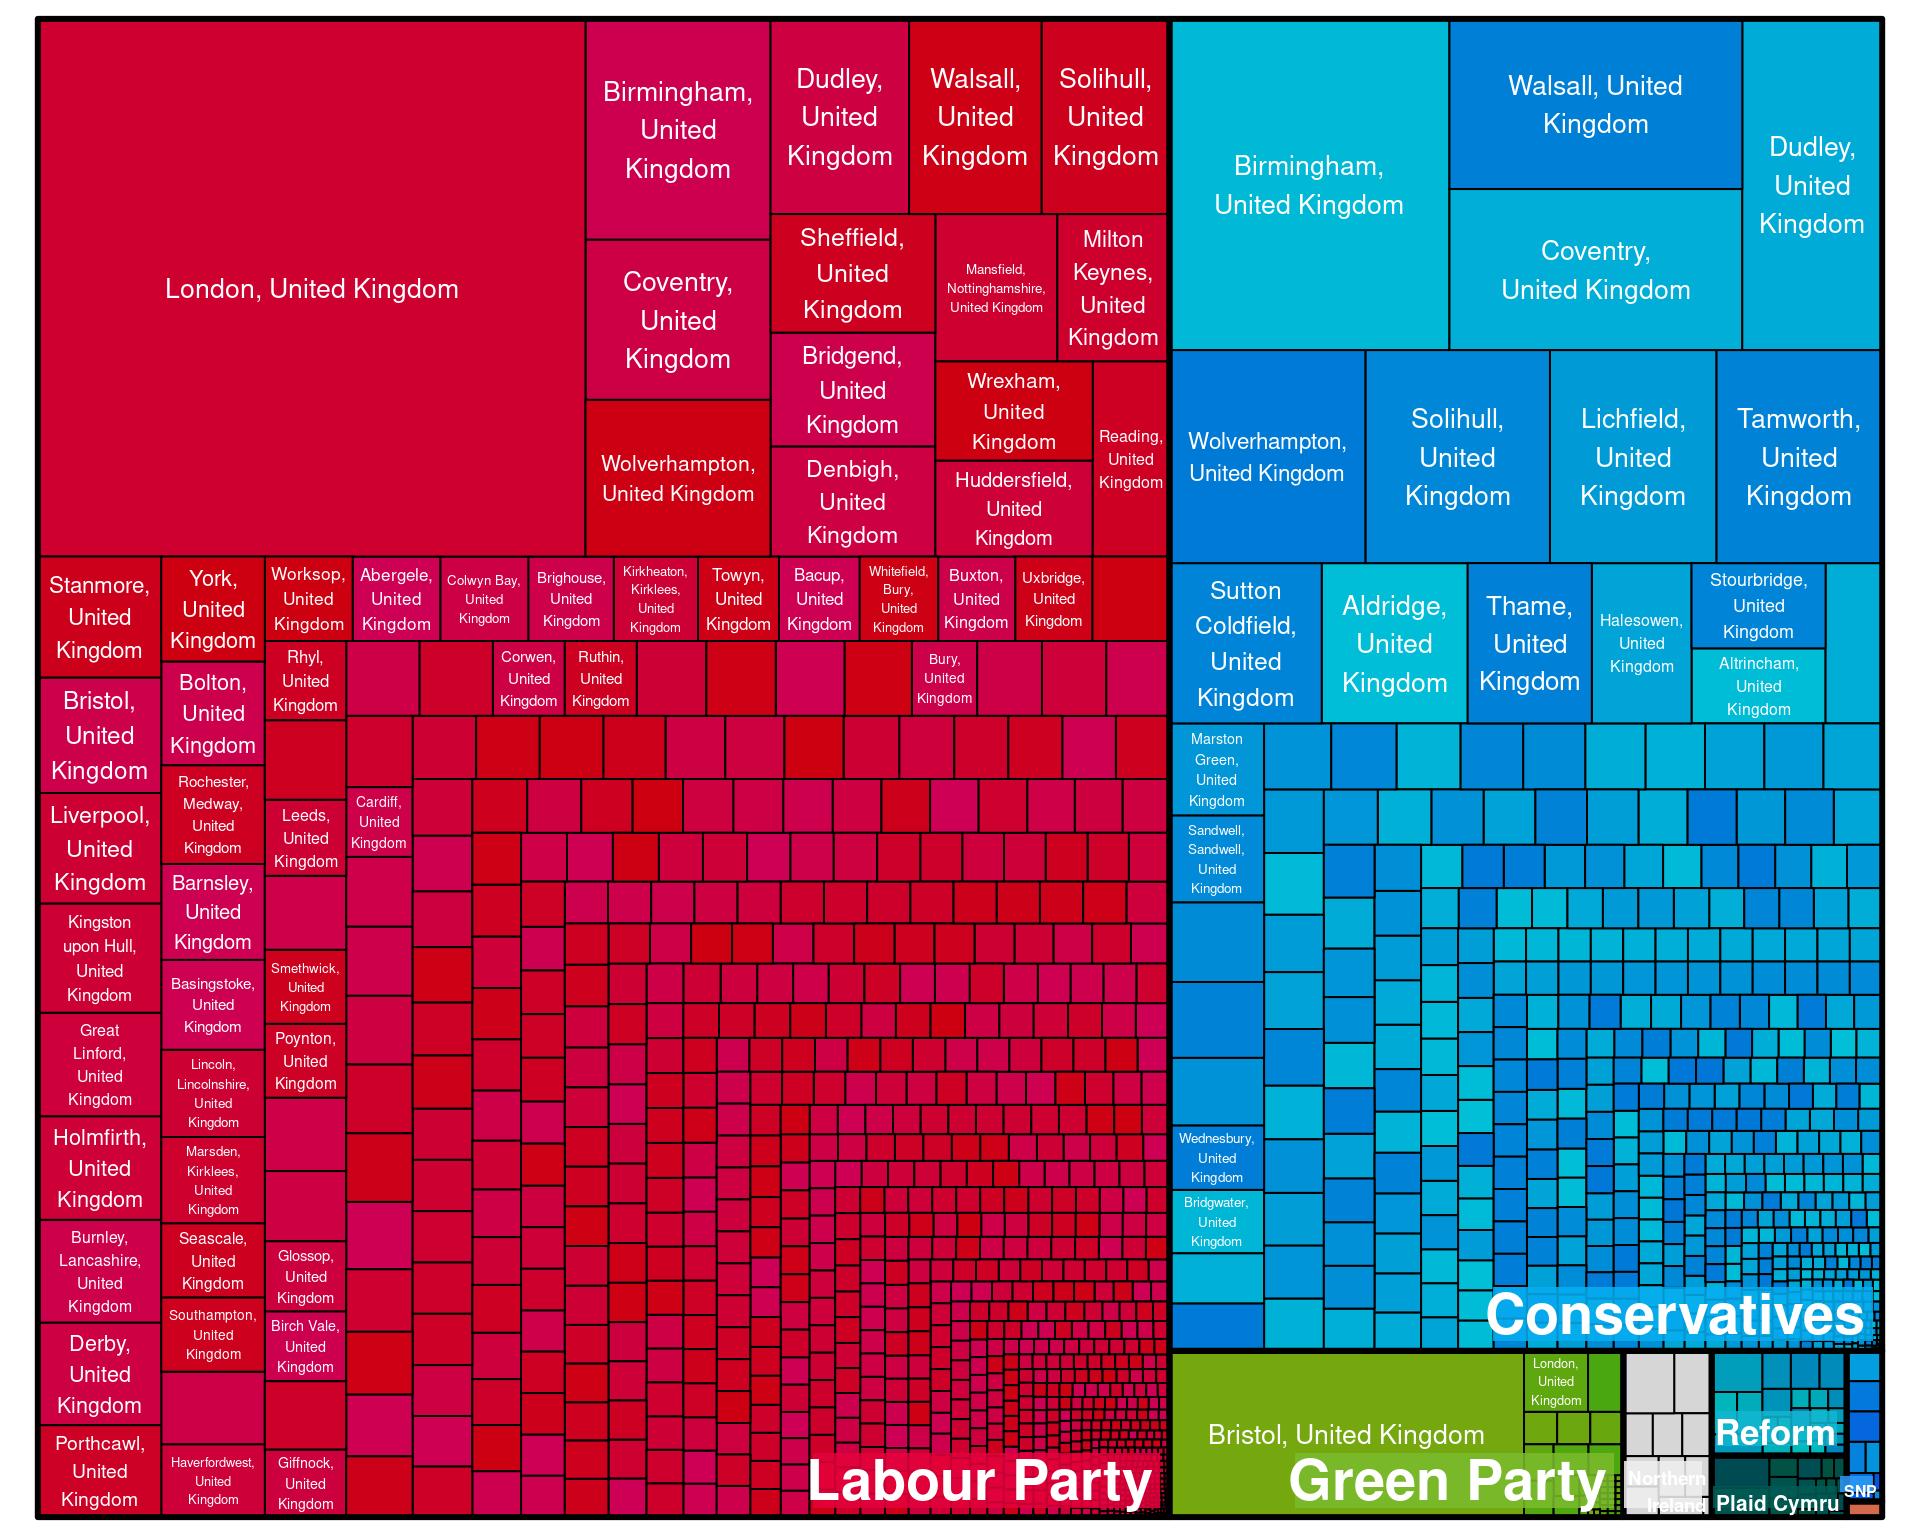 London, United Kingdom
Birmingham,
United
Kingdom
Coventry,
United
Kingdom
Wolverhampton,
United Kingdom
Dudley,
United
Kingdom
Walsall,
United
Kingdom
Solihull,
United
Kingdom
Sheffield,
United
Kingdom
Mansfield,
Nottinghamshire,
United Kingdom
Milton
Keynes,
United
Kingdom
Bridgend,
United
Kingdom
Denbigh,
United
Kingdom
Wrexham,
United
Kingdom
Huddersfield,
United
Kingdom
Reading,
United
Kingdom
Stanmore,
United
Kingdom
Bristol,
United
Kingdom
Liverpool,
United
Kingdom
Kingston
upon Hull,
United
Kingdom
Great
Linford,
United
Kingdom
Holmfirth,
United
Kingdom
Burnley,
Lancashire,
United
Kingdom
Derby,
United
Kingdom
Porthcawl,
United
Kingdom
York,
United
Kingdom
Bolton,
United
Kingdom
Rochester,
Medway,
United
Kingdom
Barnsley,
United
Kingdom
Basingstoke,
United
Kingdom
Lincoln,
Lincolnshire,
United
Kingdom
Marsden,
Kirklees,
United
Kingdom
Seascale,
United
Kingdom
Southampton,
United
Kingdom
Haverfordwest,
United
Kingdom
Worksop,
United
Kingdom
Abergele,
United
Kingdom
Colwyn Bay,
United
Kingdom
Brighouse,
United
Kingdom
Kirkheaton,
Kirklees,
United
Kingdom
Towyn,
United
Kingdom
Bacup,
United
Kingdom
Whitefield,
Bury,
United
Kingdom
Buxton,
United
Kingdom
Uxbridge,
United
Kingdom
Rhyl,
United
Kingdom
Corwen,
United
Kingdom
Ruthin,
United
Kingdom
Bury,
United
Kingdom
Leeds,
United
Kingdom
Cardiff,
United
Kingdom
Smethwick,
United
Kingdom
Poynton,
United
Kingdom
Glossop,
United
Kingdom
Birch Vale,
United
Kingdom
Giffnock,
United
Kingdom
Labour Party
Birmingham,
United Kingdom
Walsall, United
Kingdom
Coventry,
United Kingdom
Dudley,
United
Kingdom
Wolverhampton,
United Kingdom
Solihull,
United
Kingdom
Lichfield,
United
Kingdom
Tamworth,
United
Kingdom
Sutton
Coldfield,
United
Kingdom
Aldridge,
United
Kingdom
Thame,
United
Kingdom
Halesowen,
United
Kingdom
Stourbridge,
United
Kingdom
Altrincham,
United
Kingdom
Marston
Green,
United
Kingdom
Sandwell,
Sandwell,
United
Kingdom
Wednesbury,
United
Kingdom
Bridgwater,
United
Kingdom
Conservatives
Bristol, United Kingdom
London,
United
Kingdom
Green Party
Northern
Ireland
Reform
Plaid Cymru
SNP